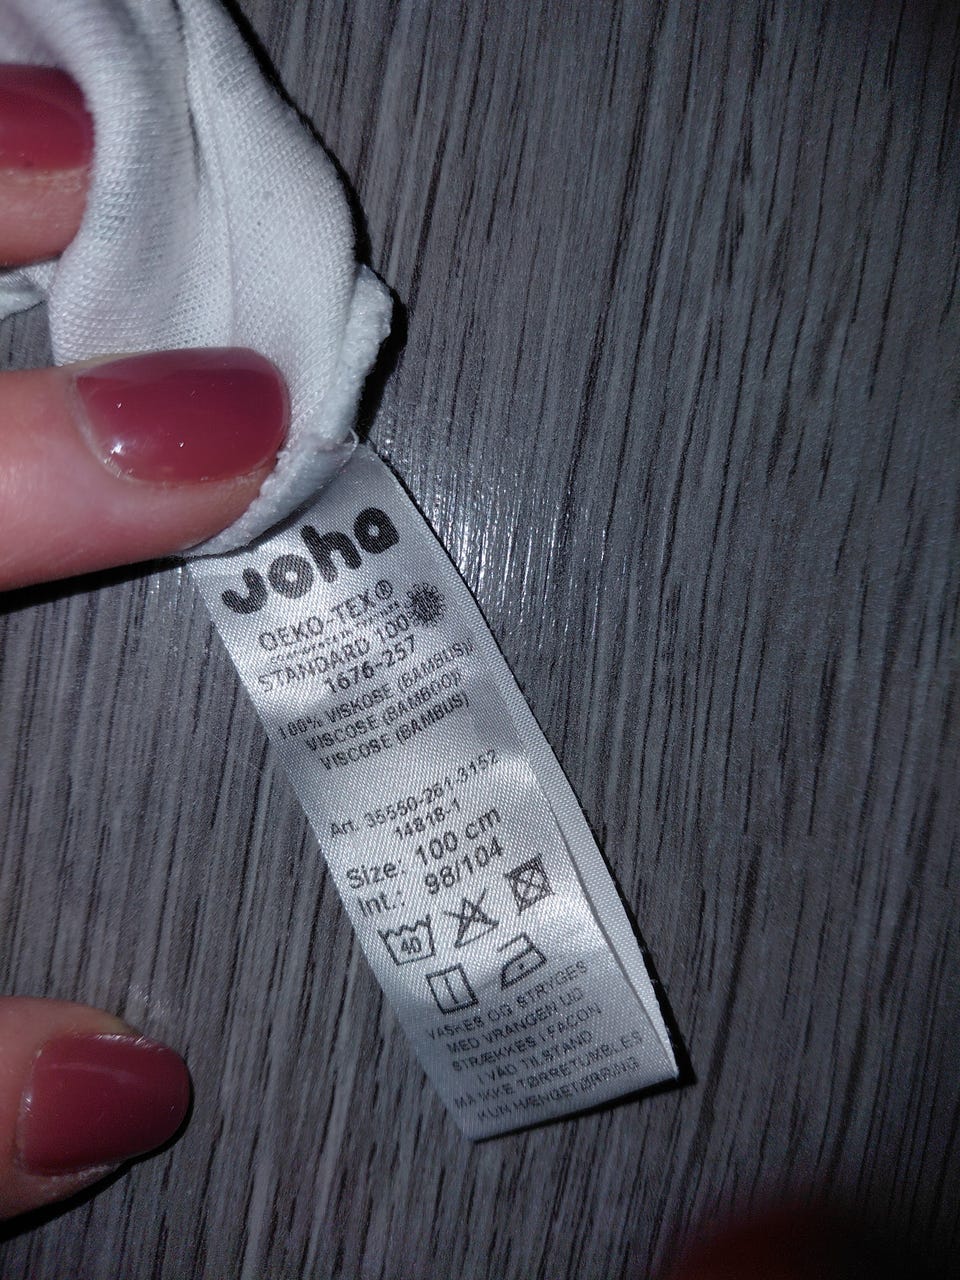 joha
OEKO-TEX®
STANDARD 100
1676-257
100% VISKOSE (BAMBUS)/
VISCOSE (BAMBOO)/
VISCOSE (BAMBUS)
Art. 35550-261-3152
14818-1
Size: 100 cm
Int.: 98/104
40
VASKES OG STRYGES
MED VRANGEN UD
STRÆKKES I FACON
I VÅD TILSTAND
MÅ IKKE TØRRETUMBLES
KUN HÆNGETØRRING